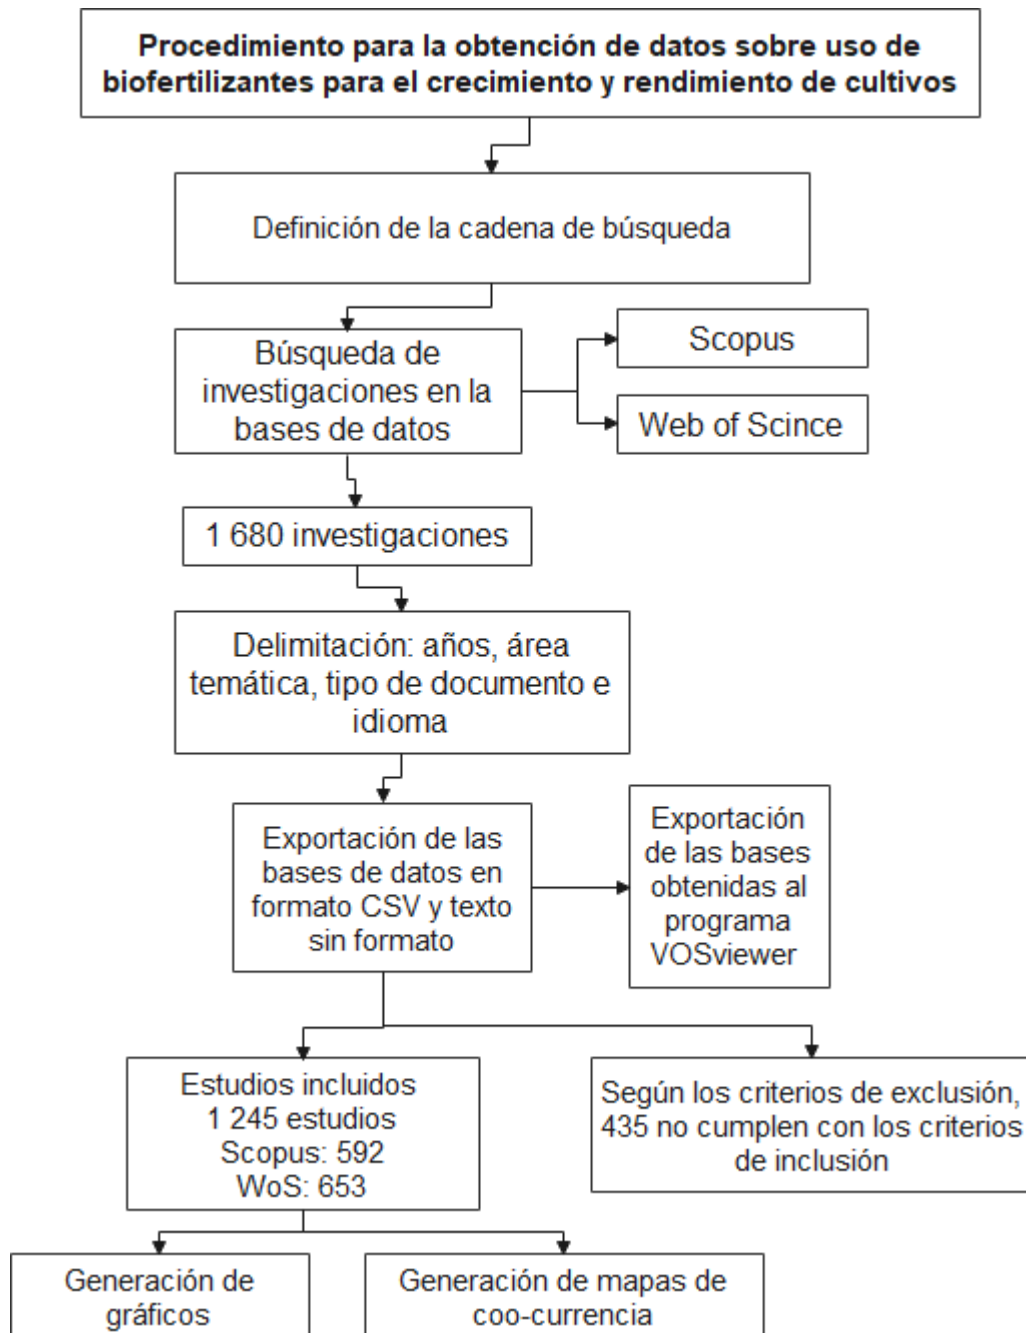 Procedimiento para la obtención de datos sobre uso de
biofertilizantes para el crecimiento y rendimiento de cultivos
Definición de la cadena de búsqueda
Búsqueda de
investigaciones en la
bases de datos
Scopus
Web of Scince
1 680 investigaciones
Delimitación: años, área
temática, tipo de documento e
idioma
Exportación de las
bases de datos en
formato CSV y texto
sin formato
Exportación
de las bases
obtenidas al
programa
VOSviewer
Estudios incluidos
1 245 estudios
Scopus: 592
WoS: 653
Según los criterios de exclusión,
435 no cumplen con los criterios
de inclusión
Generación de
gráficos
Generación de mapas de
coo-currencia